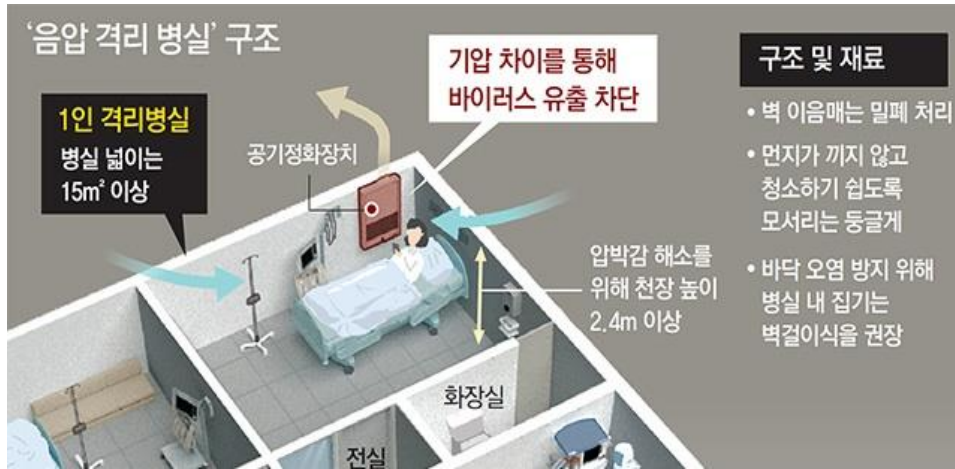 ‘음압 격리 병실’ 구조
1인 격리병실
병실 넓이는
15㎡ 이상
공기정화장치
기압 차이를 통해
바이러스 유출 차단
압박감 해소를
위해 천장 높이
2.4m 이상
화장실
전실
구조 및 재료
• 벽 이음매는 밀폐 처리
• 먼지가 끼지 않고
청소하기 쉽도록
모서리는 둥글게
• 바닥 오염 방지 위해
병실 내 집기는
벽걸이식을 권장